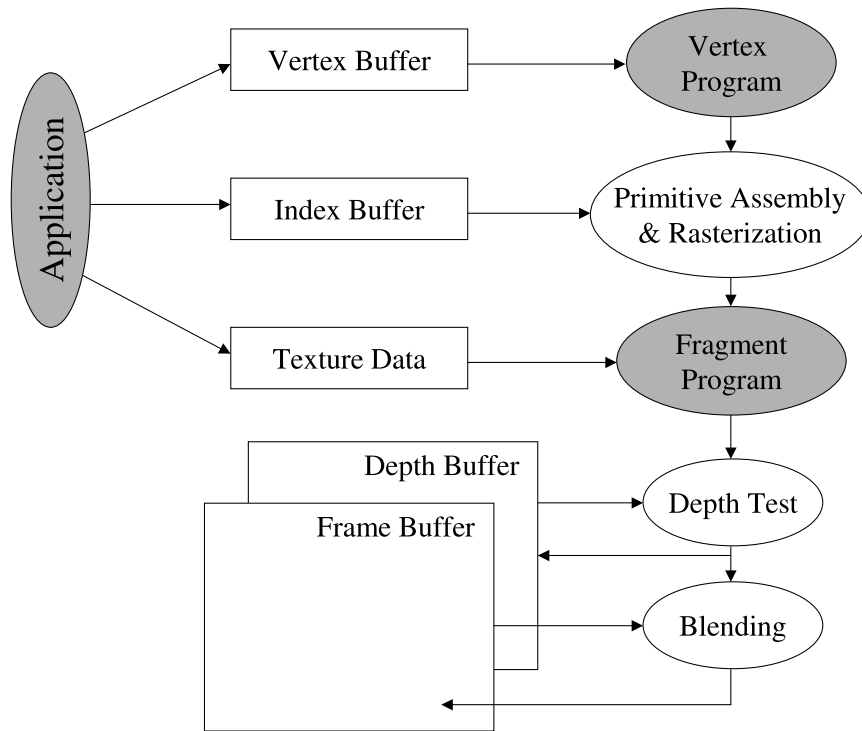 Application
Vertex Buffer
Vertex
Program
Index Buffer
Primitive Assembly
& Rasterization
Texture Data
Fragment
Program
Depth Buffer
Depth Test
Frame Buffer
Blending